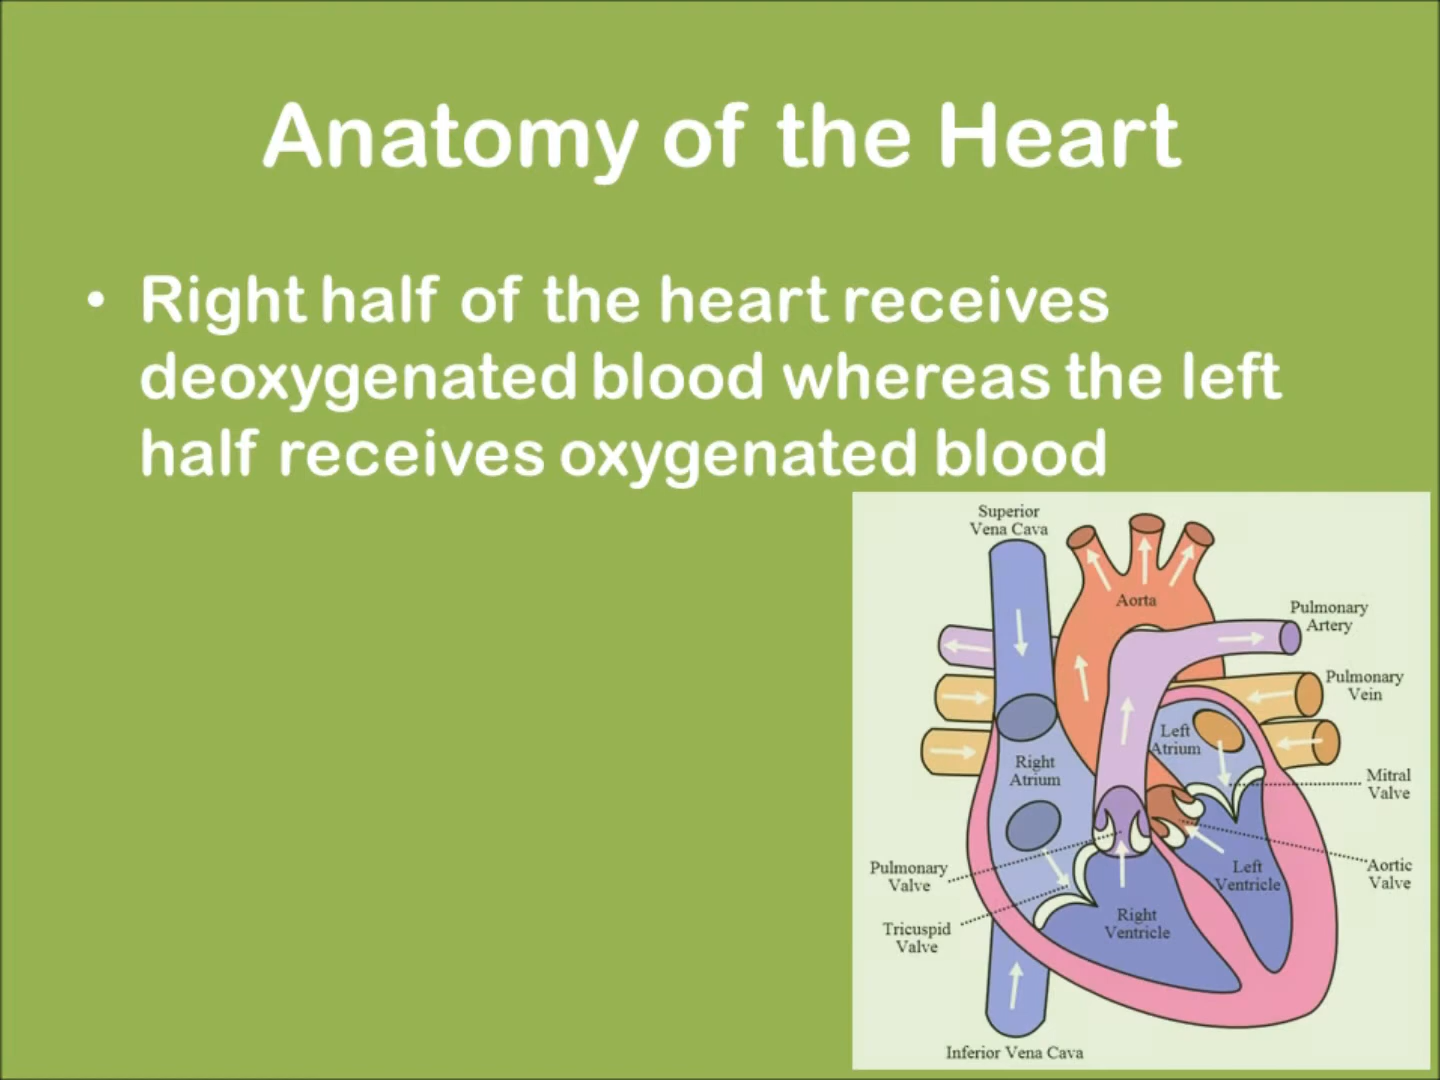 Anatomy of the Heart
• Right half of the heart receives
deoxygenated blood whereas the left
half receives oxygenated blood
Superior
Vena Cava
Aorta
Pulmonary
Artery
Pulmonary
Vein
Left
Atrium
Right
Atrium
Mitral
Valve
Pulmonary
Valve
Left
Ventricle
Aortic
Valve
Right
Ventricle
Tricuspid
Valve
Inferior Vena Cava